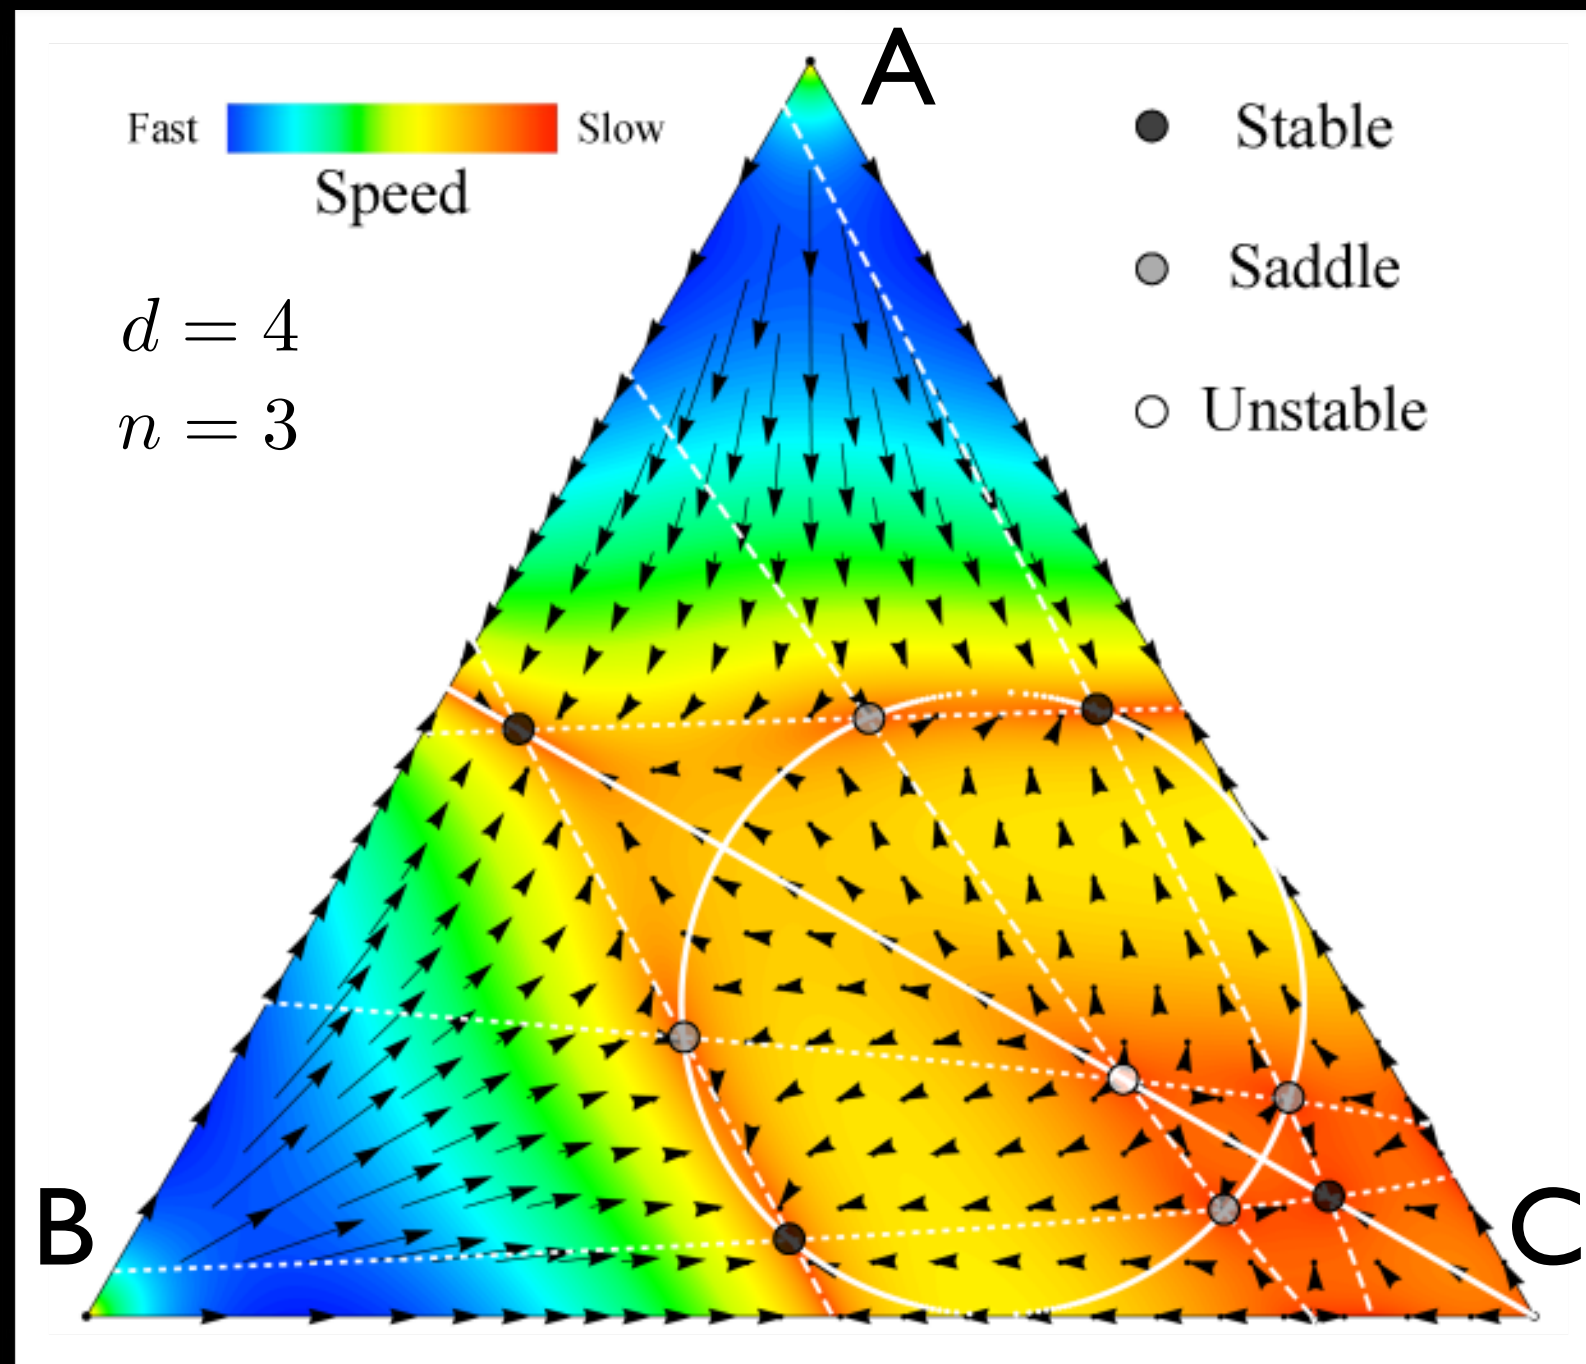 A
Fast Slow
Speed
Stable
Saddle
Unstable
d = 4
n = 3
B
C